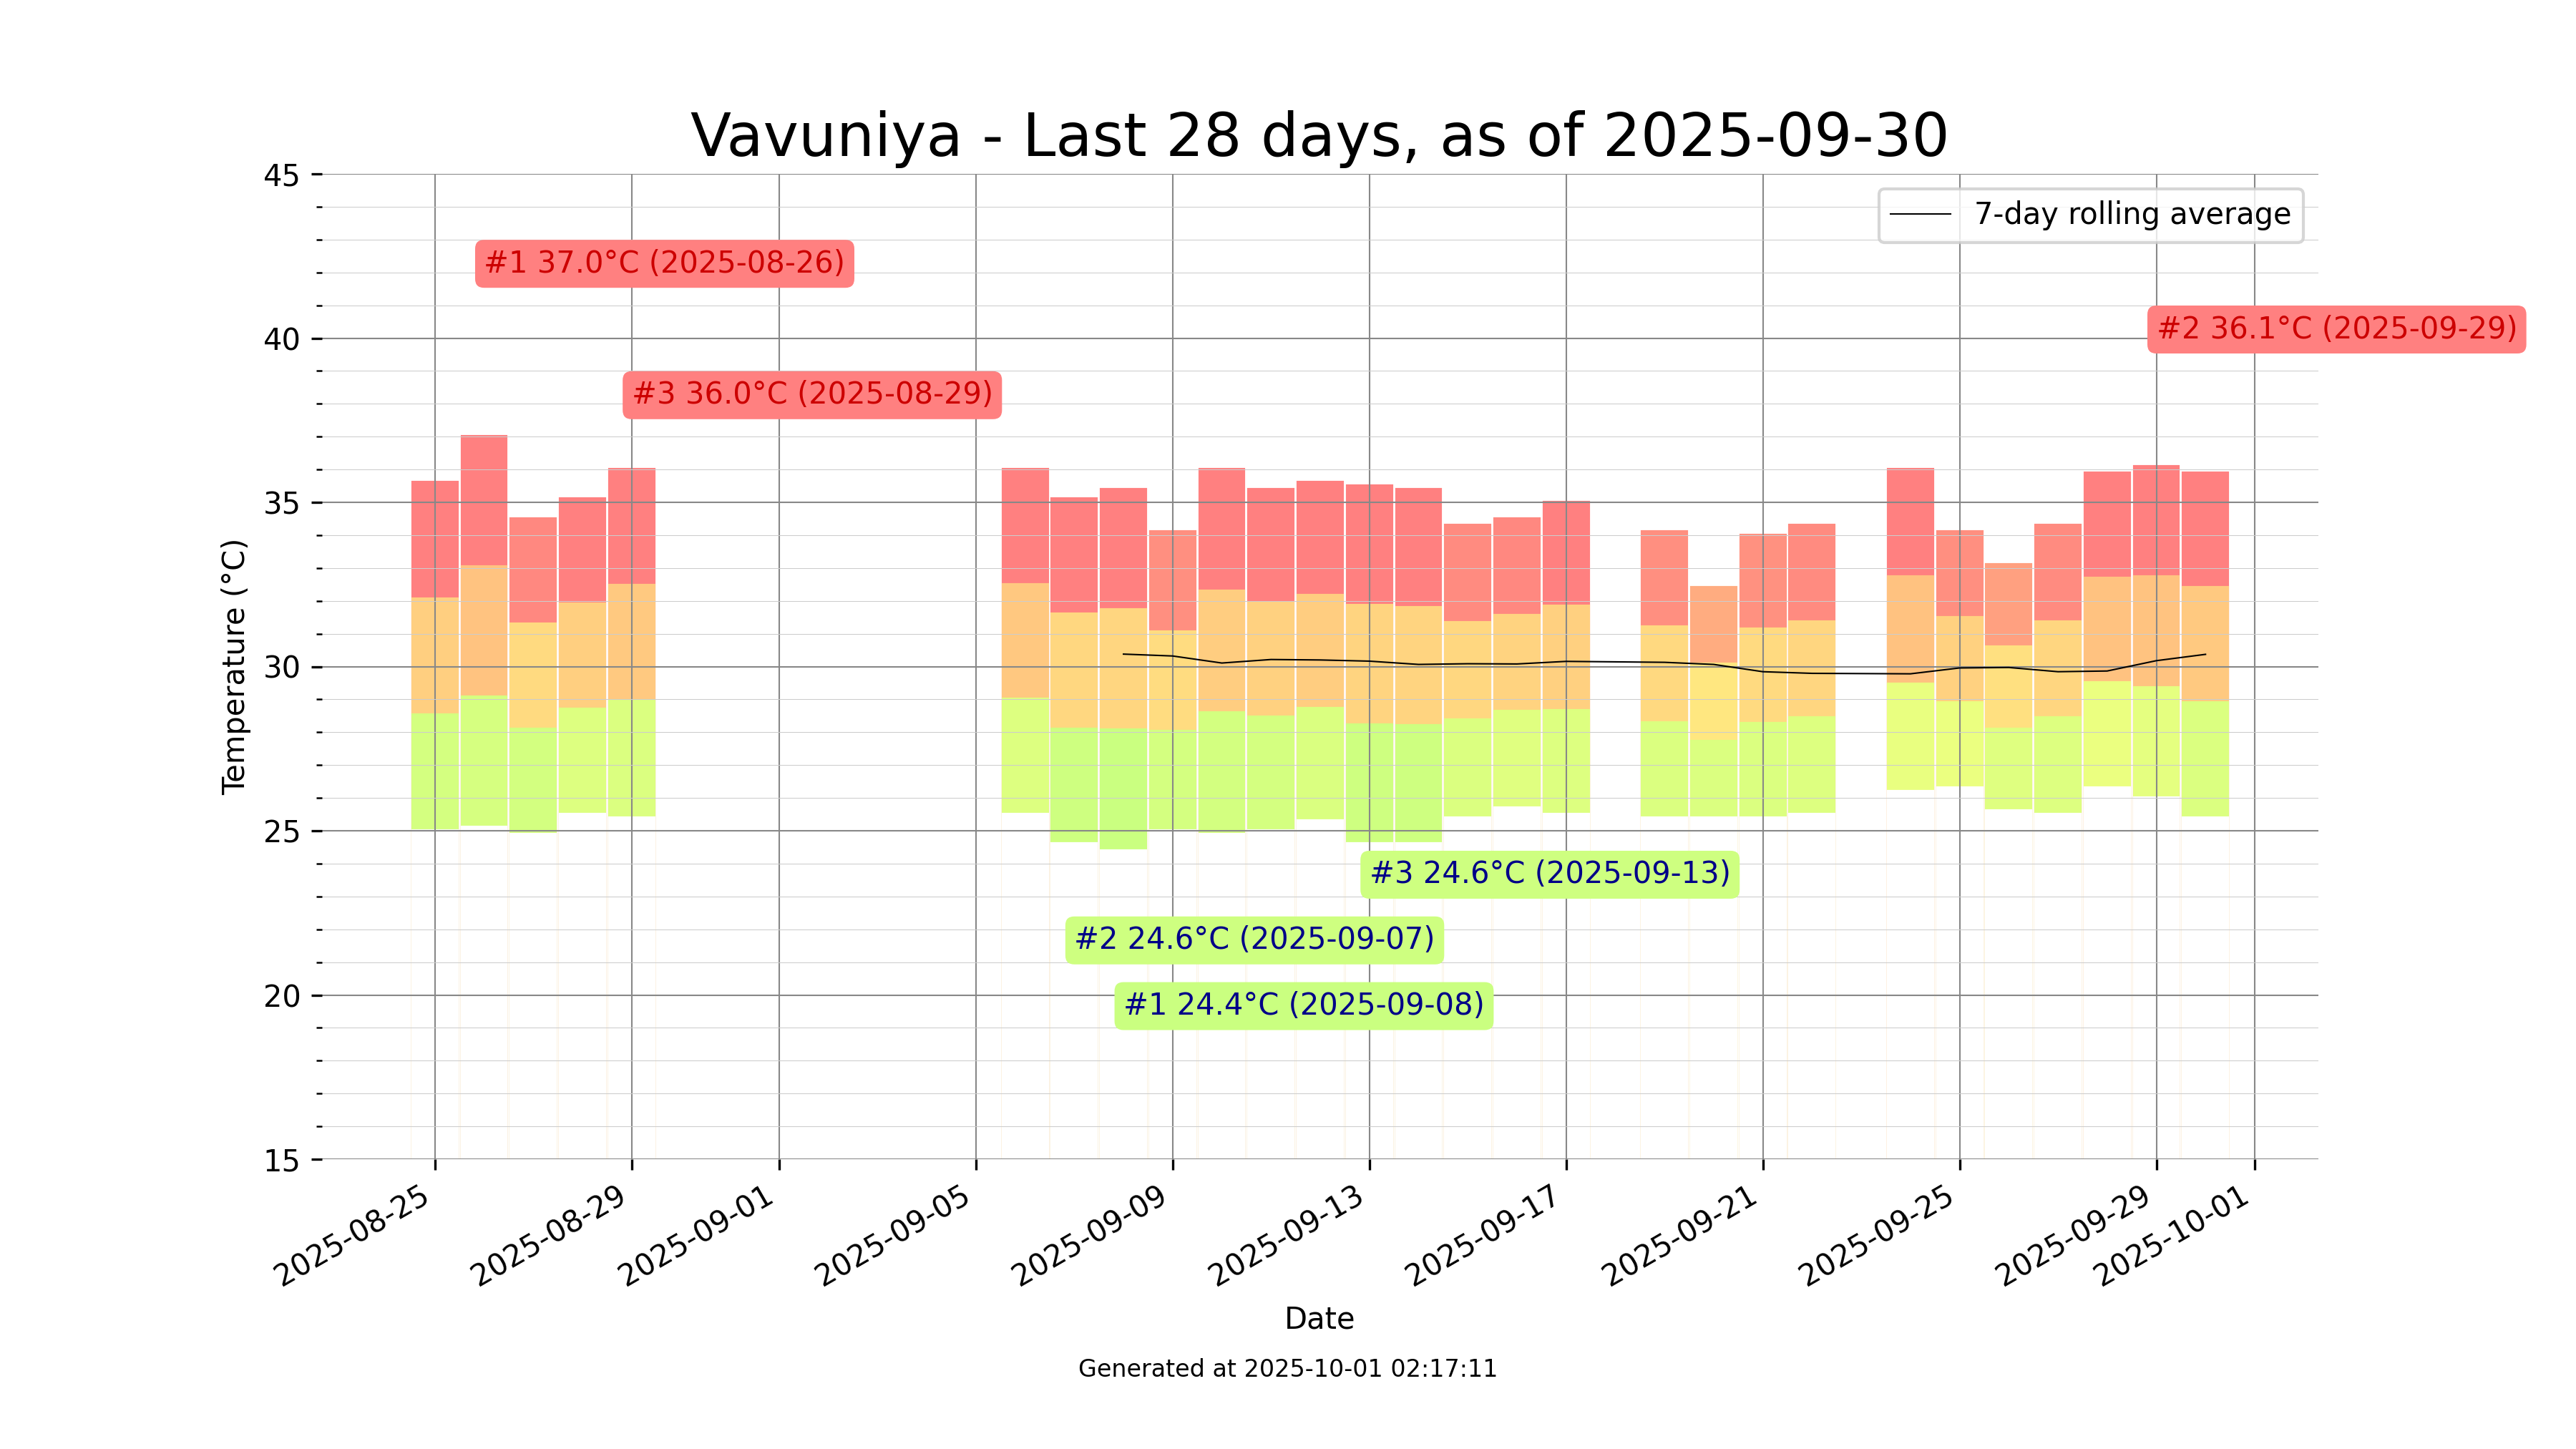 Vavuniya - Last 28 days, as of 2025-09-30
7-day rolling average
#1 37.0°C (2025-08-26)
#2 36.1°C (2025-09-29)
#3 36.0°C (2025-08-29)
#3 24.6°C (2025-09-13)
#2 24.6°C (2025-09-07)
#1 24.4°C (2025-09-08)
Temperature (°C)
45
40
35
30
25
20
15
2025-08-25
2025-08-29
2025-09-01
2025-09-05
2025-09-09
2025-09-13
2025-09-17
2025-09-21
2025-09-25
2025-09-29
2025-10-01
Date
Generated at 2025-10-01 02:17:11